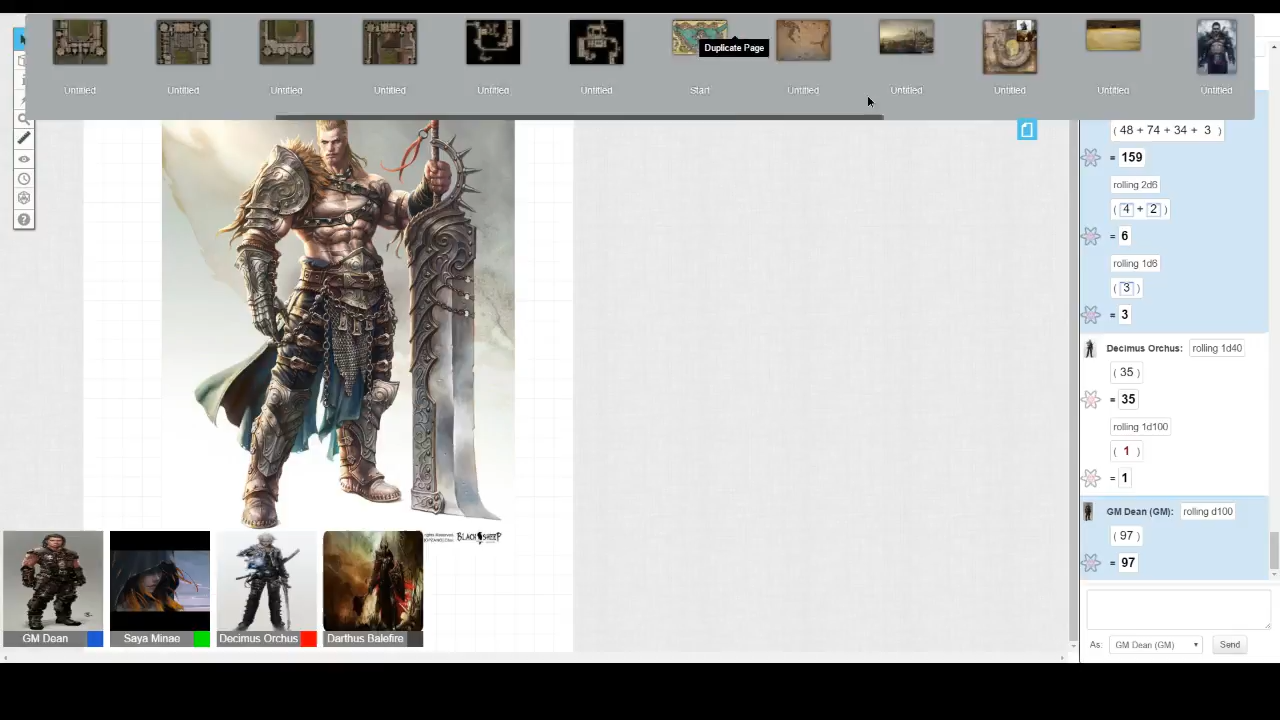 Duplicate Page
Untitled
Untitled
Untitled
Untitled
Untitled
Untitled
Start
Untitled
Untitled
Untitled
Untitled
Untitled
( 48 + 74 + 34 + 3 )
= 159
rolling 2d6
( 4 + 2 )
= 6
rolling 1d6
( 3 )
= 3
Decimus Orchus: rolling 1d40
( 35 )
= 35
rolling 1d100
( 1 )
= 1
GM Dean (GM): rolling d100
( 97 )
= 97
BLACKSHEEP
GM Dean
Saya Minae
Decimus Orchus
Darthus Balefire
As: GM Dean (GM) Send